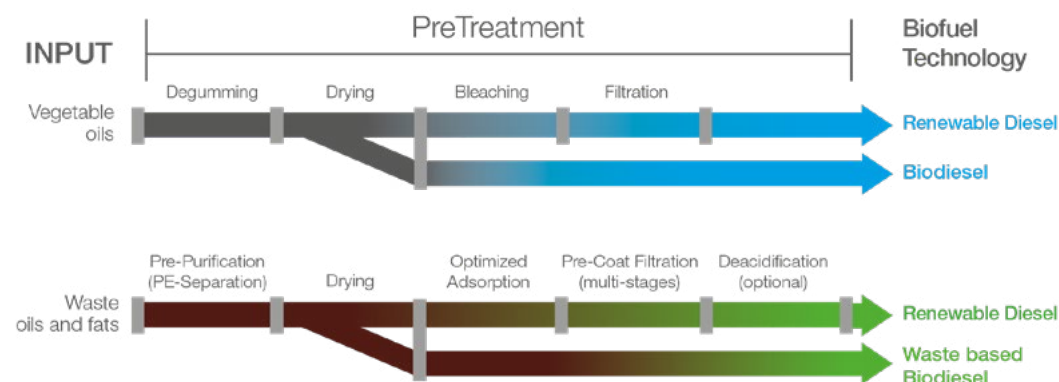 PreTreatment
INPUT
Biofuel
Technology
Degumming
Drying
Bleaching
Filtration
Vegetable
oils
Renewable Diesel
Biodiesel
Pre-Purification
(PE-Separation)
Drying
Optimized
Adsorption
Pre-Coat Filtration
(multi-stages)
Deacidification
(optional)
Waste
oils and fats
Renewable Diesel
Waste based
Biodiesel